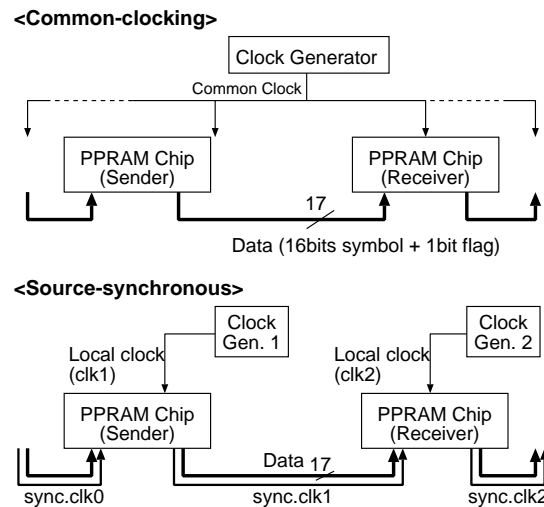 <Common-clocking>
Clock Generator
Common Clock
PPRAM Chip
(Sender)
PPRAM Chip
(Receiver)
17
Data (16bits symbol + 1bit flag)
<Source-synchronous>
Clock
Gen. 1
Clock
Gen. 2
Local clock
(clk1)
Local clock
(clk2)
PPRAM Chip
(Sender)
PPRAM Chip
(Receiver)
Data 17
sync.clk0
sync.clk1
sync.clk2